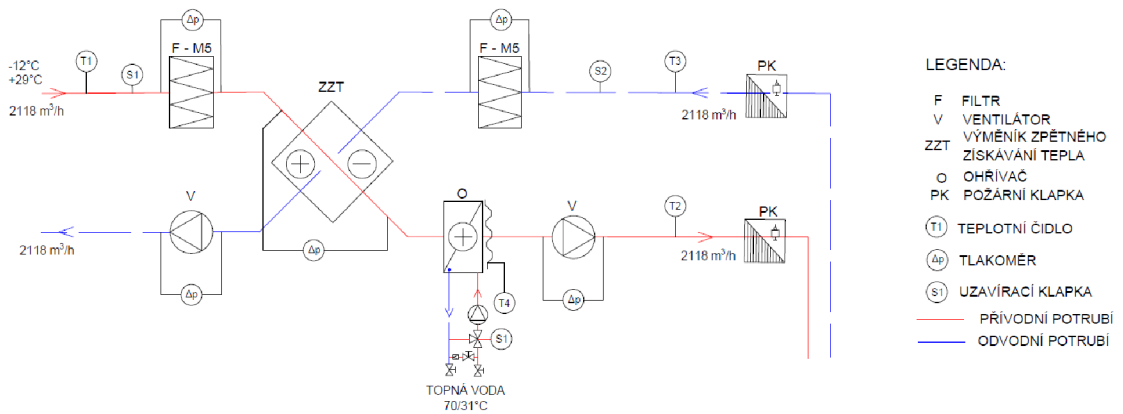 Δp
Δp
F - M5
F - M5
-12°C
+29°C
T1
S1
ZZT
S2
T3
PK
2118 m³/h
2118 m³/h
V
O
V
T2
PK
2118 m³/h
2118 m³/h
Δp
Δp
Δp
T4
S1
TOPNÁ VODA
70/31°C
LEGENDA:
F FILTR
V VENTILÁTOR
ZZT VÝMĚNÍK ZPĚTNÉHO
ZÍSKÁVÁNÍ TEPLA
O OHŘÍVAČ
PK POŽÁRNÍ KLAPKA
T1 TEPLOTNÍ ČIDLO
Δp TLAKOMĚR
S1 UZAVÍRACÍ KLAPKA
PŘÍVODNÍ POTRUBÍ
ODVODNÍ POTRUBÍ